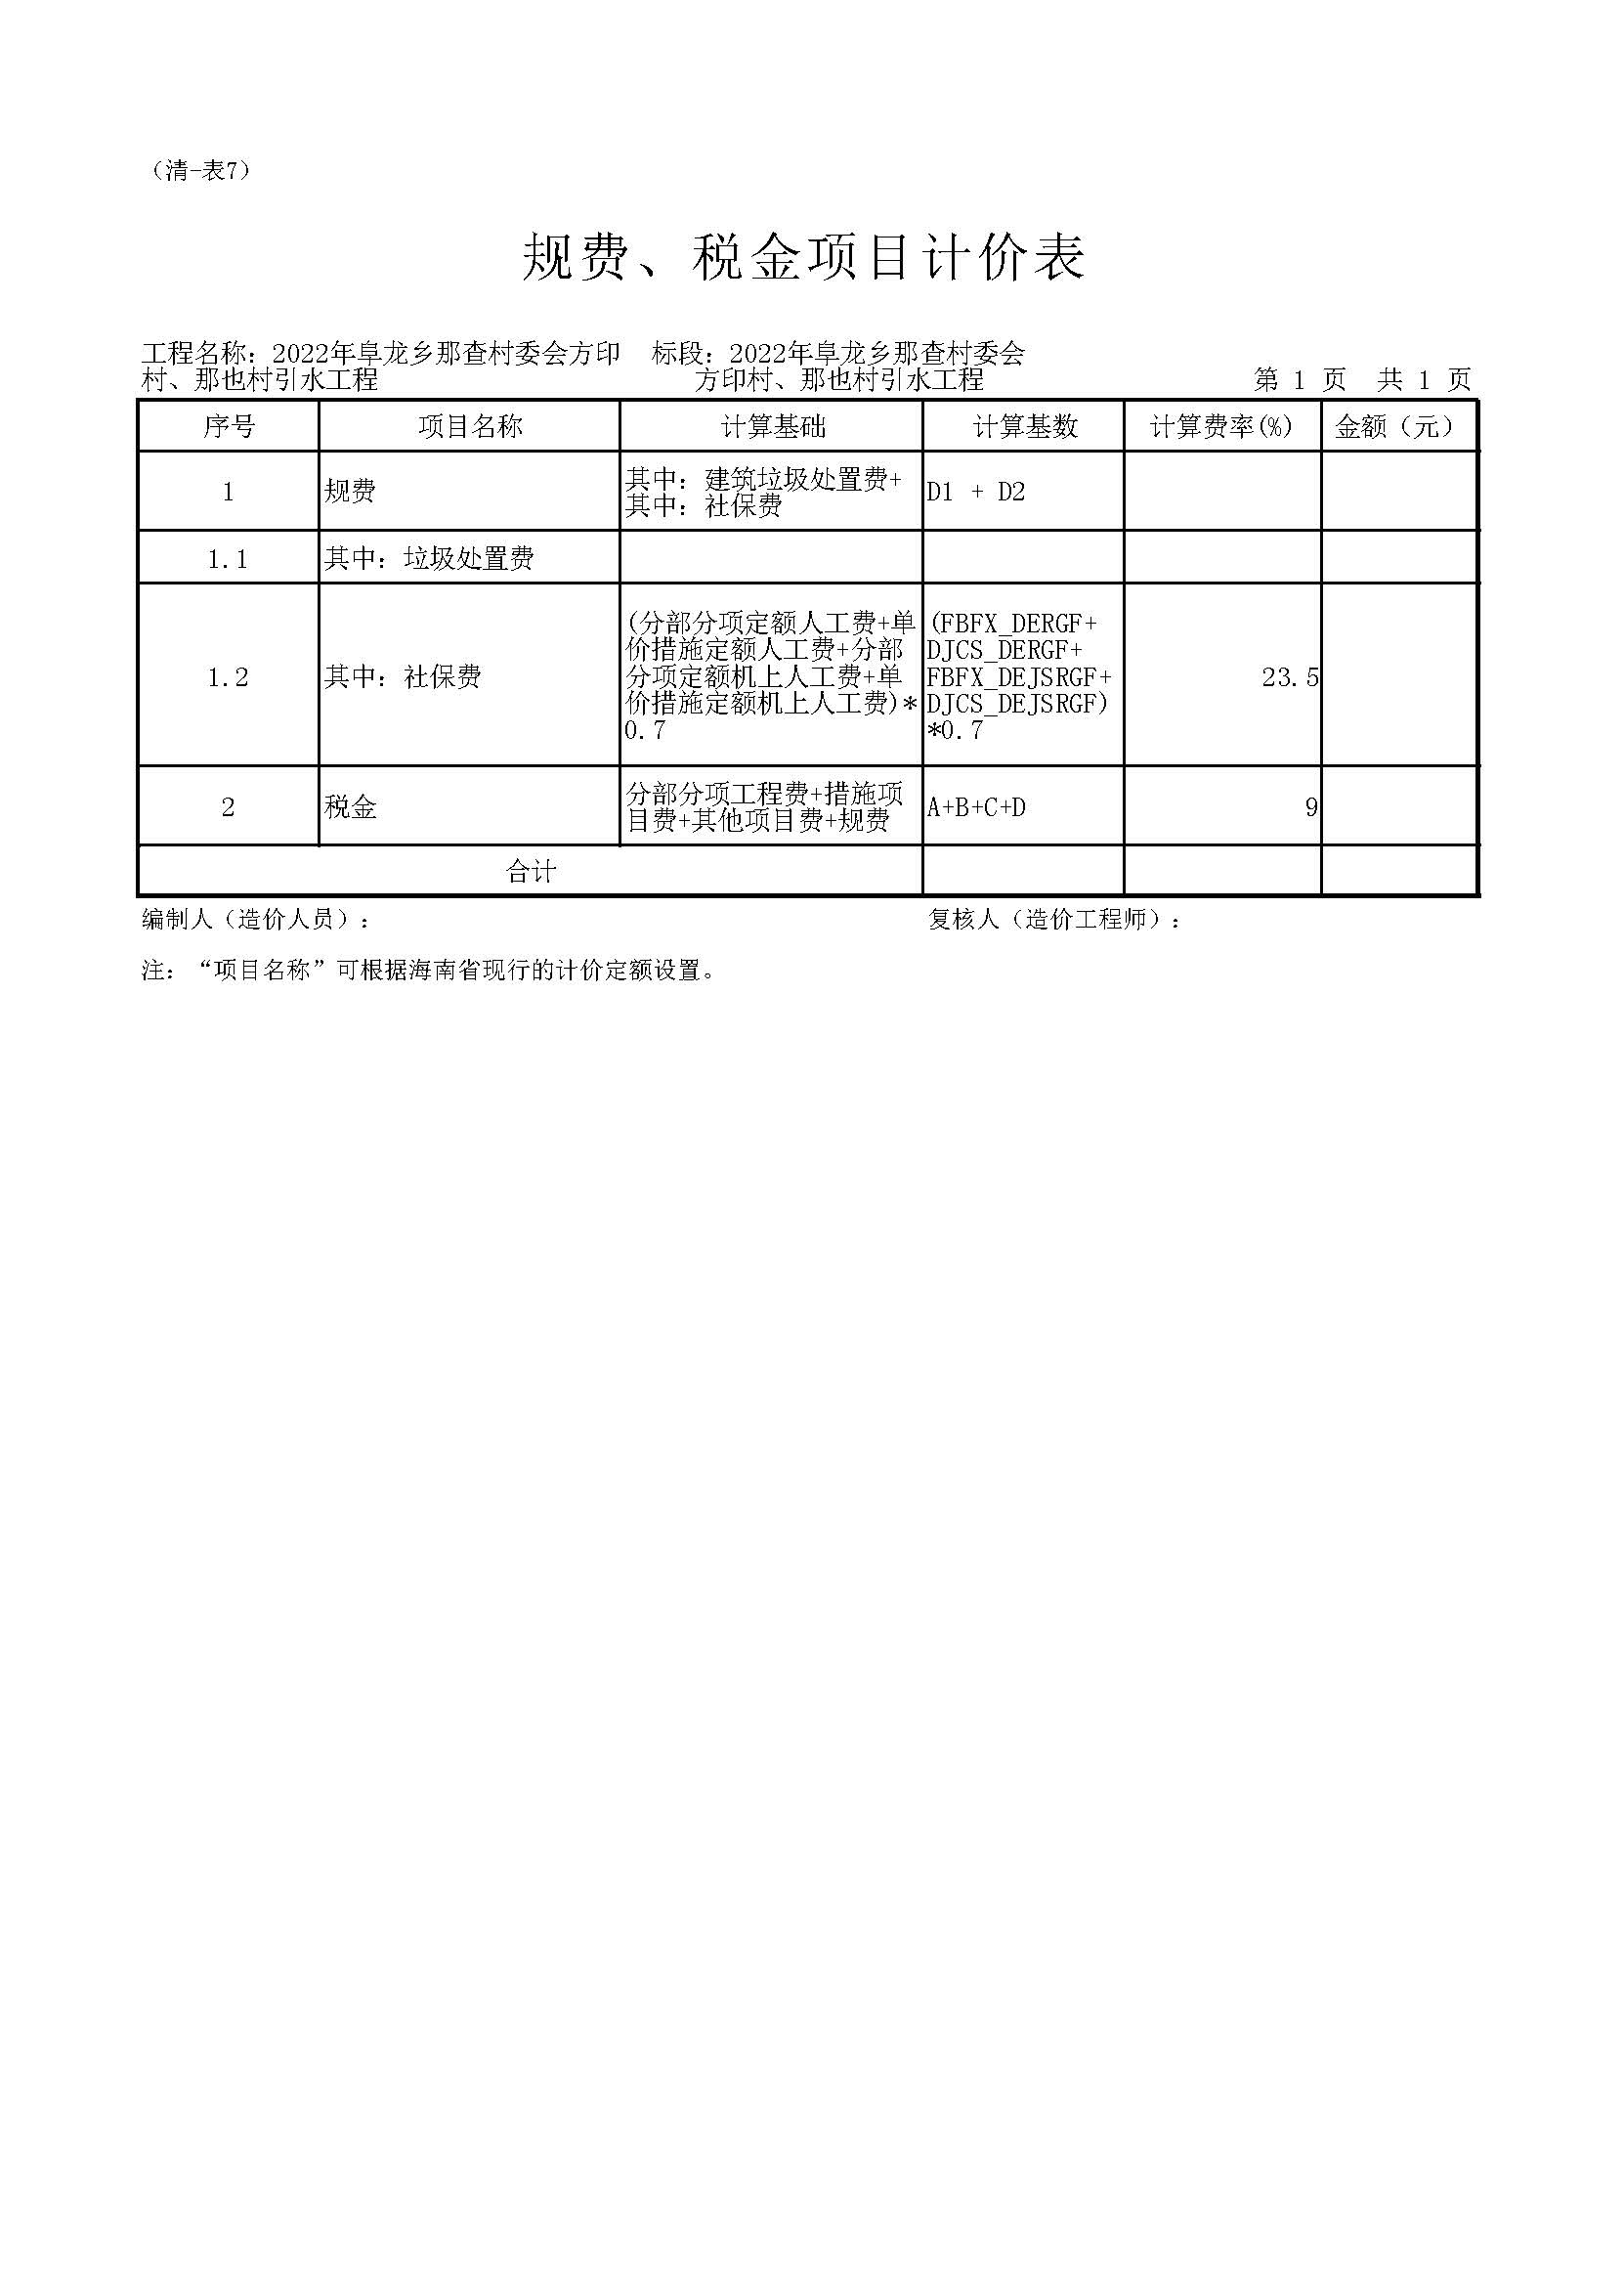 （清-表7）
规费、税金项目计价表
工程名称：2022年阜龙乡那查村委会方印
村、那也村引水工程
标段：2022年阜龙乡那查村委会
方印村、那也村引水工程
第 1 页 共 1 页
序号 项目名称 计算基础 计算基数 计算费率(%) 金额（元）
1 规费
其中：建筑垃圾处置费+
其中：社保费
D1 + D2
1.1 其中：垃圾处置费
1.2 其中：社保费
(分部分项定额人工费+单
价措施定额人工费+分部
分项定额机上人工费+单
价措施定额机上人工费)*
0.7
(FBFX_DERGF+
DJCS_DERGF+
FBFX_DEJSRGF+
DJCS_DEJSRGF)
*0.7
23.5
2 税金
分部分项工程费+措施项
目费+其他项目费+规费
A+B+C+D
9
合计
编制人（造价人员）： 复核人（造价工程师）：
注：“项目名称”可根据海南省现行的计价定额设置。